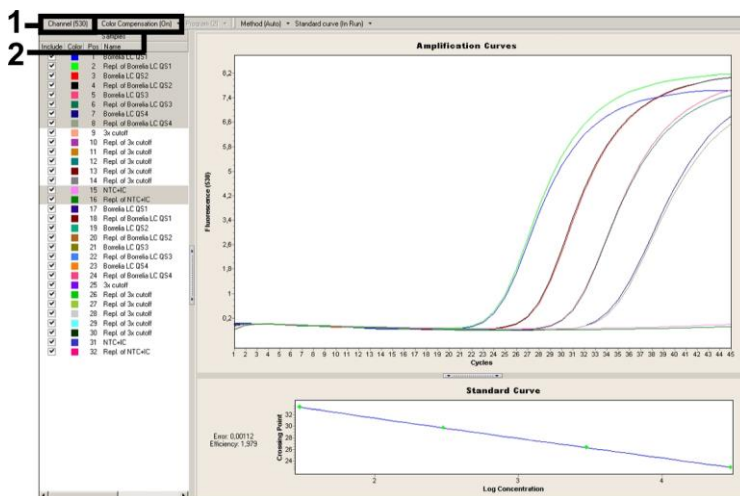 1
Channel (530)
Color Compensation (On)
Program (2)
Method (Auto)
Standard curve (In Run)
2
Samples
Include Color Pos Name
1 Borrelia LC QS1
2 Repl. of Borrelia LC QS1
3 Borrelia LC QS2
4 Repl. of Borrelia LC QS2
5 Borrelia LC QS3
6 Repl. of Borrelia LC QS3
7 Borrelia LC QS4
8 Repl. of Borrelia LC QS4
9 3x cutoff
10 Repl. of 3x cutoff
11 Repl. of 3x cutoff
12 Repl. of 3x cutoff
13 Repl. of 3x cutoff
14 Repl. of 3x cutoff
15 NTC+IC
16 Repl. of NTC+IC
17 Borrelia LC QS1
18 Repl. of Borrelia LC QS1
19 Borrelia LC QS2
20 Repl. of Borrelia LC QS2
21 Borrelia LC QS3
22 Repl. of Borrelia LC QS3
23 Borrelia LC QS4
24 Repl. of Borrelia LC QS4
25 3x cutoff
26 Repl. of 3x cutoff
27 Repl. of 3x cutoff
28 Repl. of 3x cutoff
29 Repl. of 3x cutoff
30 Repl. of 3x cutoff
31 NTC+IC
32 Repl. of NTC+IC
Amplification Curves
Fluorescence (530)
8,2
7,4
6,6
5,8
5
4,2
3,4
2,6
1,8
1
0,2
1 2 3 4 5 6 7 8 9 10 11 12 13 14 15 16 17 18 19 20 21 22 23 24 25 26 27 28 29 30 31 32 33 34 35 36 37 38 39 40 41 42 43 44 45
Cycles
Standard Curve
Error: 0,00112
Efficiency: 1,979
Crossing Point
32
30
28
26
24
2 3 4
Log Concentration